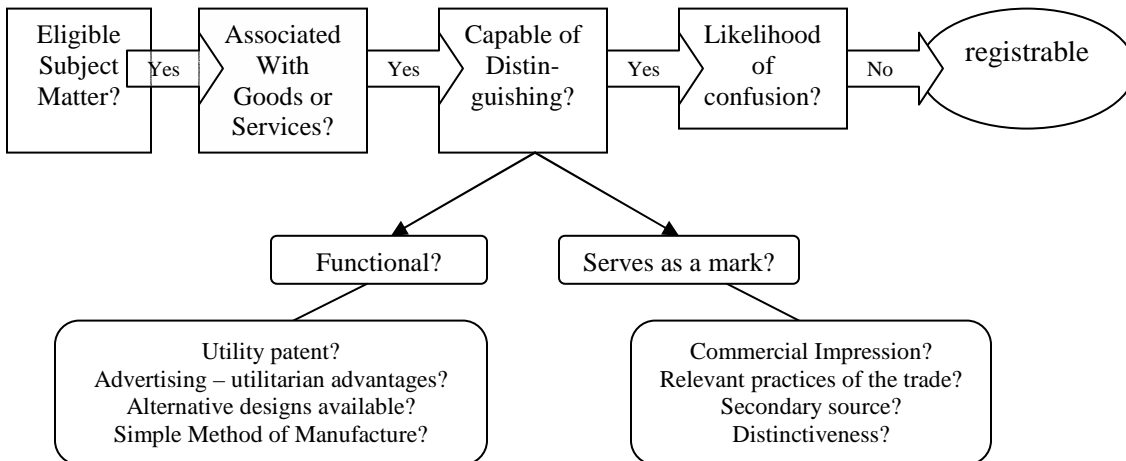 Eligible
Subject
Matter?
Yes
Associated
With
Goods or
Services?
Yes
Capable of
Distin-
guishing?
Yes
Likelihood
of
confusion?
No
registrable
Functional?
Serves as a mark?
Utility patent?
Advertising – utilitarian advantages?
Alternative designs available?
Simple Method of Manufacture?
Commercial Impression?
Relevant practices of the trade?
Secondary source?
Distinctiveness?